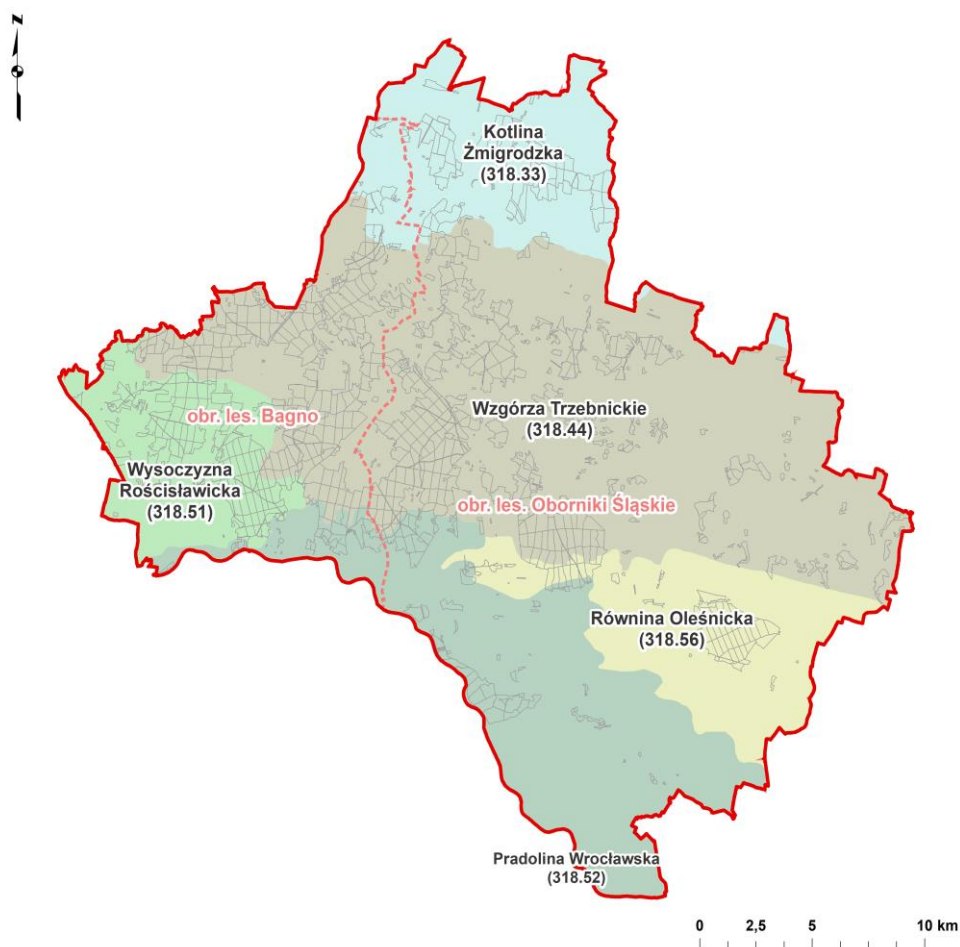 N
Kotlina
Żmigrodzka
(318.33)
Wzgórza Trzebnickie
(318.44)
obr. les. Bagno
Wysoczyzna
Rościsławicka
(318.51)
obr. les. Oborniki Śląskie
Równina Oleśnicka
(318.56)
Pradolina Wrocławska
(318.52)
0 2,5 5 10 km